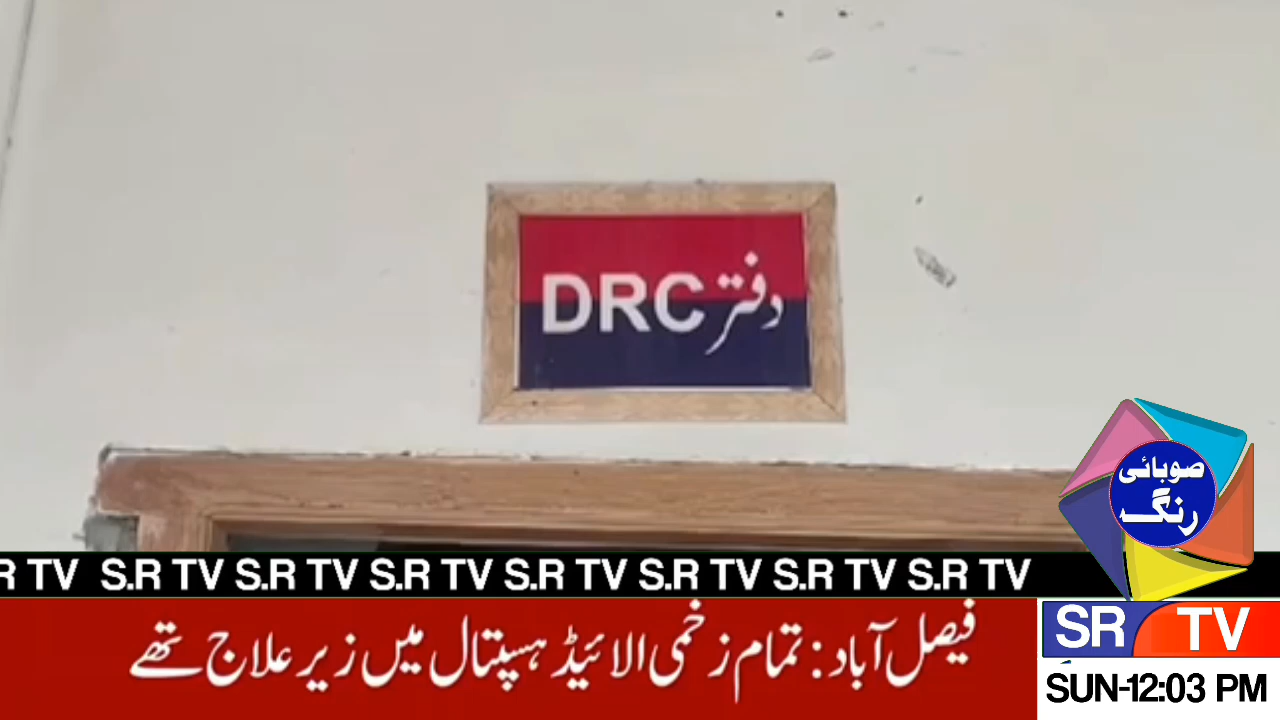 دفتر DRC
صوبائی
رنگ
R TV S.R TV S.R TV S.R TV S.R TV S.R TV S.R TV S.R TV
فیصل آباد: تمام زخمی الائیڈ ہسپتال میں زیر علاج تھے
SR TV
SUN-12:03 PM